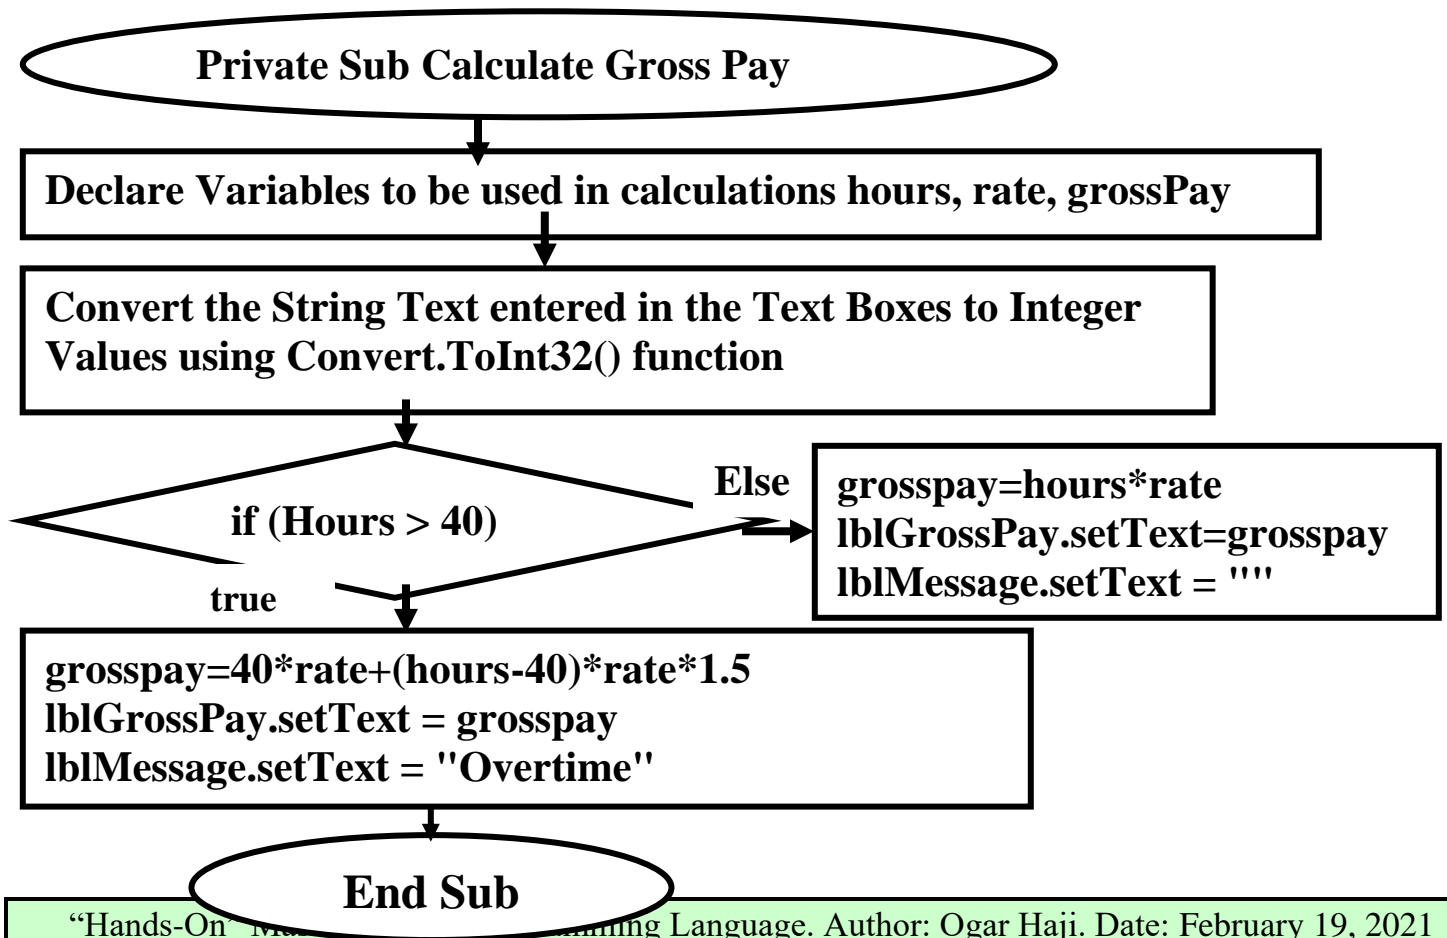 Private Sub Calculate Gross Pay
Declare Variables to be used in calculations hours, rate, grossPay
Convert the String Text entered in the Text Boxes to Integer
Values using Convert.ToInt32() function
if (Hours > 40)
Else
grosspay=hours*rate
lblGrossPay.setText=grosspay
lblMessage.setText = ""
true
grosspay=40*rate+(hours-40)*rate*1.5
lblGrossPay.setText = grosspay
lblMessage.setText = "Overtime"
End Sub
“Hands-On” Language. Author: Ogar Haji. Date: February 19, 2021